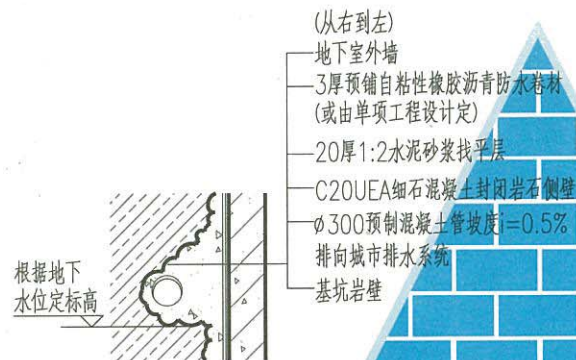 (从右到左)
地下室外墙
3厚预铺自粘性橡胶沥青防水卷材
(或由单项工程设计定)
20厚1:2水泥砂浆找平层
C20UEA细石混凝土封闭岩石侧壁
ø300预制混凝土管坡度i=0.5%
排向城市排水系统
基坑岩壁
根据地下
水位定标高